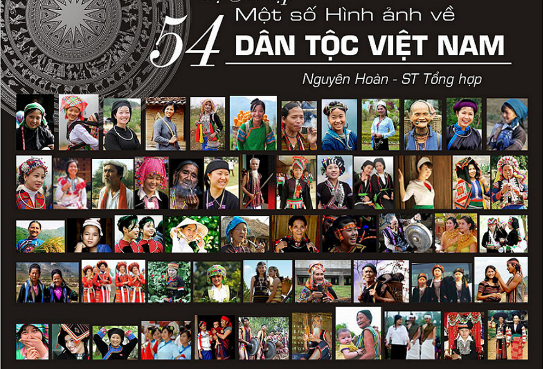 Một số Hình ảnh về
54 DÂN TỘC VIỆT NAM
Nguyên Hoàn - ST Tổng hợp